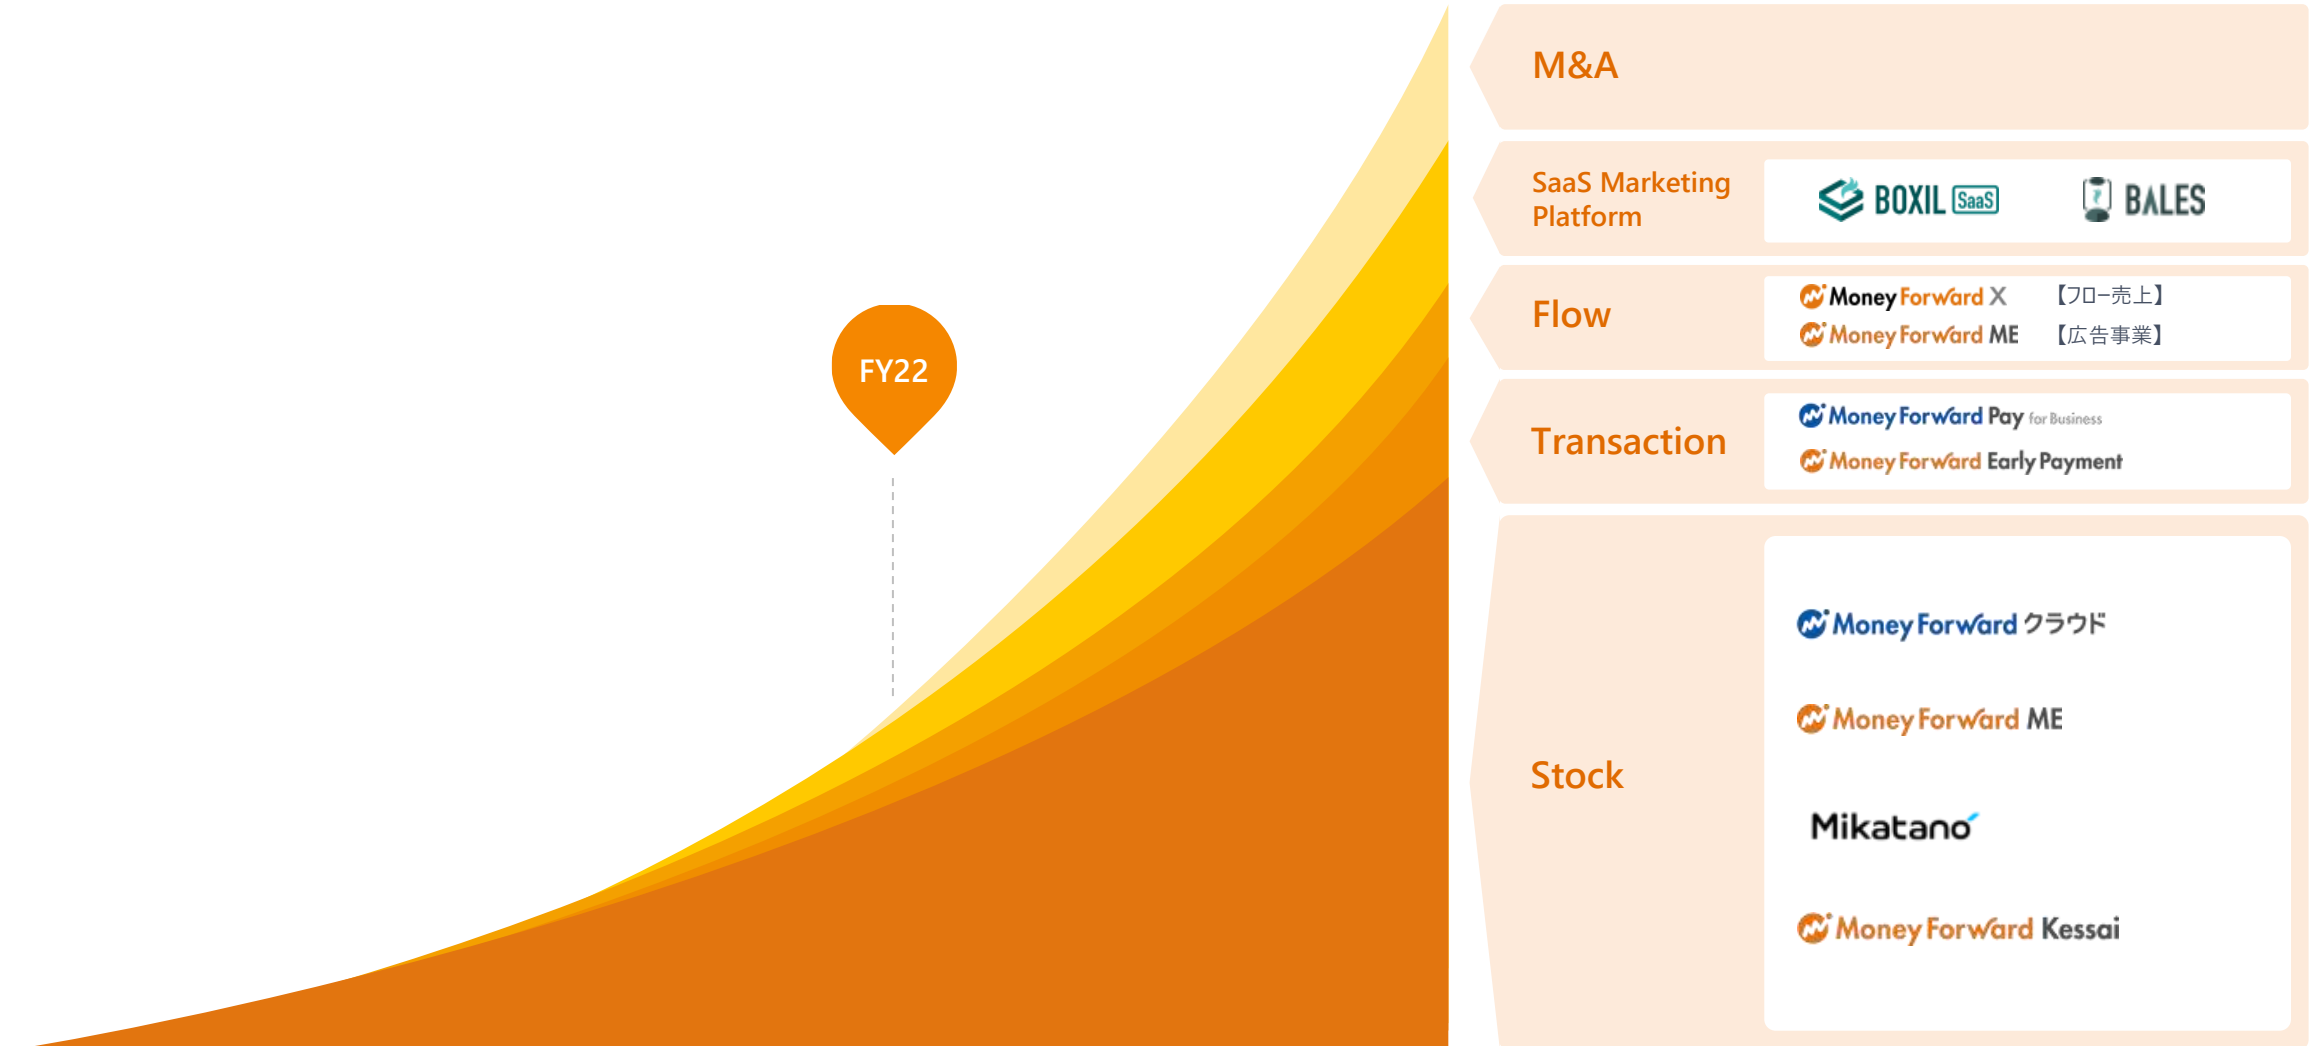 FY22
M&A
SaaS Marketing
Platform
BOXIL SaaS
BALES
Flow
Money Forward X 【フロー売上】
Money Forward ME 【広告事業】
Transaction
Money Forward Pay for Business
Money Forward Early Payment
Stock
Money Forward クラウド
Money Forward ME
Mikatano
Money Forward Kessai